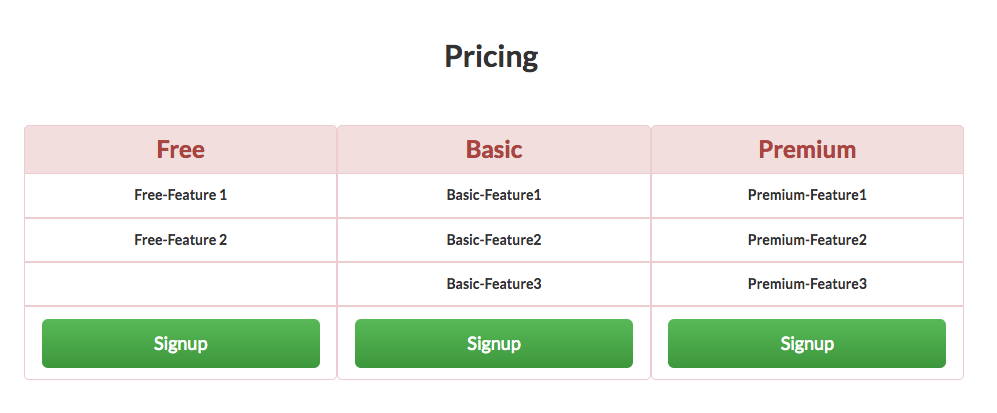 Pricing
Free Basic Premium
Free-Feature 1 Basic-Feature1 Premium-Feature1
Free-Feature 2 Basic-Feature2 Premium-Feature2
Basic-Feature3 Premium-Feature3
Signup Signup Signup